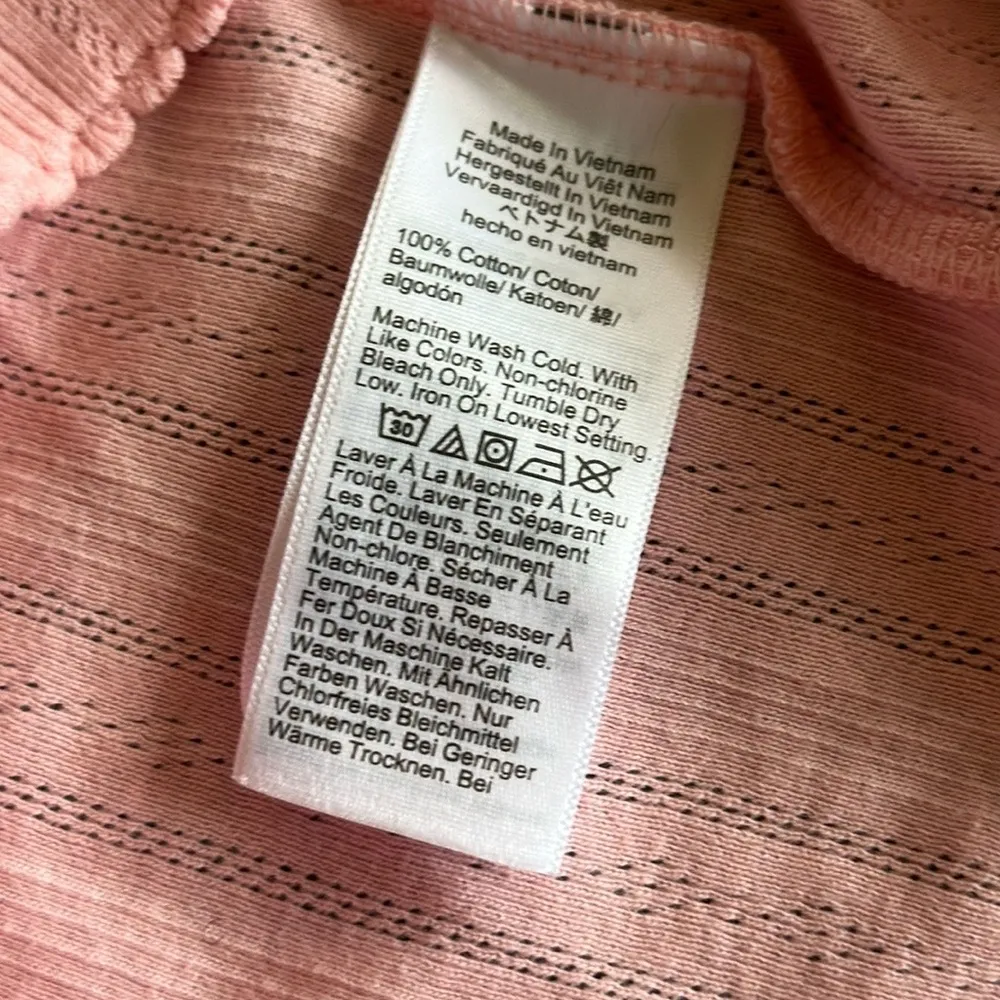 Made In Vietnam
Fabriqué Au Viêt Nam
Hergestellt In Vietnam
Vervaardigd In Vietnam
ベトナム製
hecho en vietnam
100% Cotton/ Coton/
Baumwolle/ Katoen/ 綿/
algodón
Machine Wash Cold. With
Like Colors. Non-chlorine
Bleach Only. Tumble Dry
Low. Iron On Lowest Setting.
30
Laver À La Machine À L'eau
Froide. Laver En Séparant
Les Couleurs. Seulement
Agent De Blanchiment
Non-chlore. Sécher À La
Machine À Basse
Température. Repasser À
Fer Doux Si Nécessaire.
In Der Maschine Kalt
Waschen. Mit Ähnlichen
Farben Waschen. Nur
Chlorfreies Bleichmittel
Verwenden. Bei Geringer
Wärme Trocknen. Bei